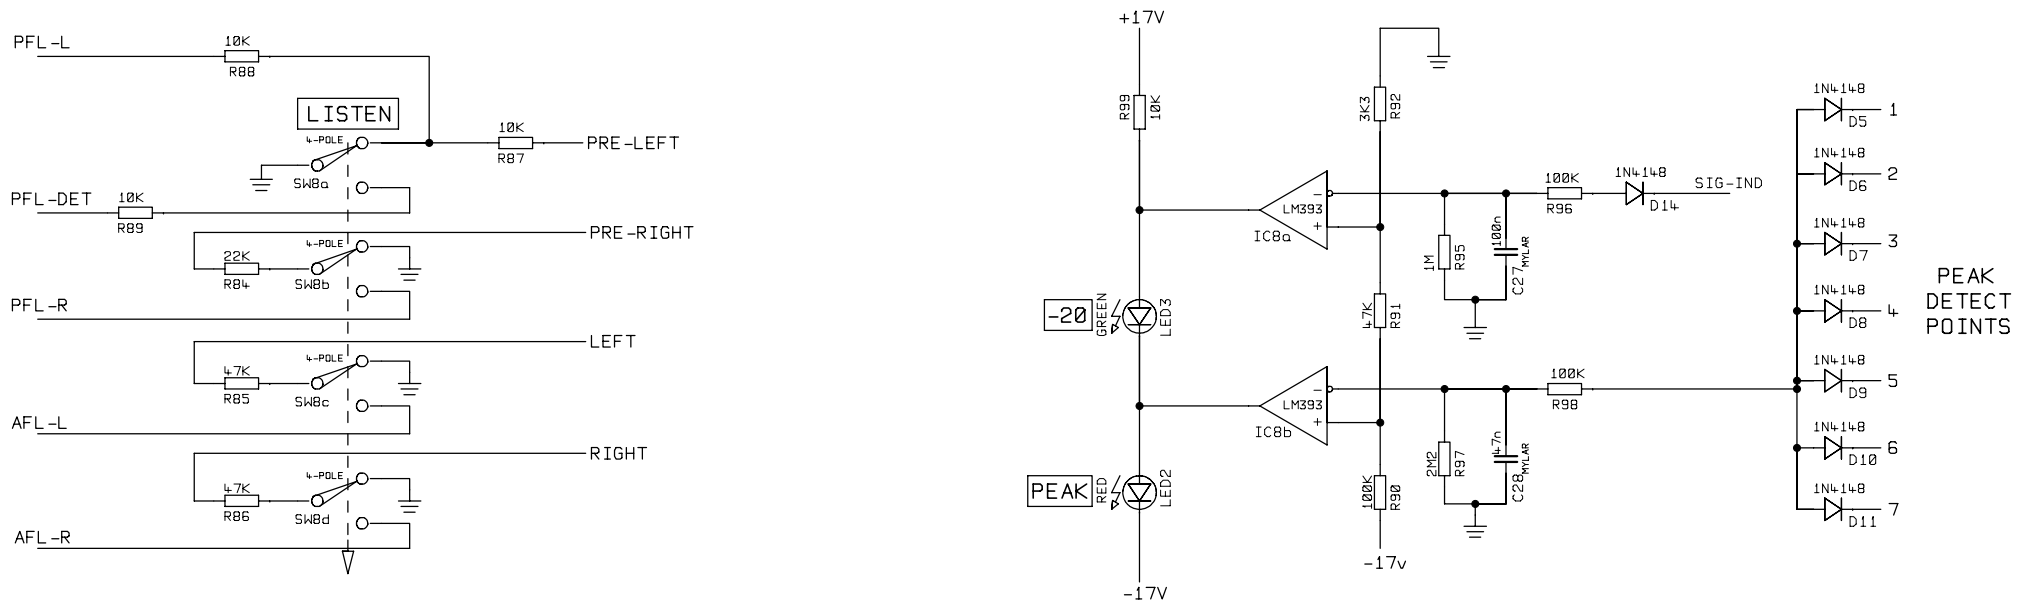 PFL-L
10K
R88
LISTEN
4-POLE
SW8a
10K
R87
PRE-LEFT
PFL-DET
10K
R89
PRE-RIGHT
22K
R84
4-POLE
SW8b
PFL-R
LEFT
47K
R85
4-POLE
SW8c
AFL-L
RIGHT
47K
R86
4-POLE
SW8d
AFL-R
+17V
R99
10K
3K3
R92
LM393
-
+
IC8a
100K
R96
1N4148
D14
SIG-IND
1M
R95
100n
C27
MYLAR
-20
GREEN
LED3
47K
R91
LM393
-
+
IC8b
100K
R98
2M2
R97
47n
C28
MYLAR
PEAK
RED
LED2
100K
R90
-17v
-17V
1N4148
D5
1
1N4148
D6
2
1N4148
D7
3
1N4148
D8
4
1N4148
D9
5
1N4148
D10
6
1N4148
D11
7
PEAK
DETECT
POINTS